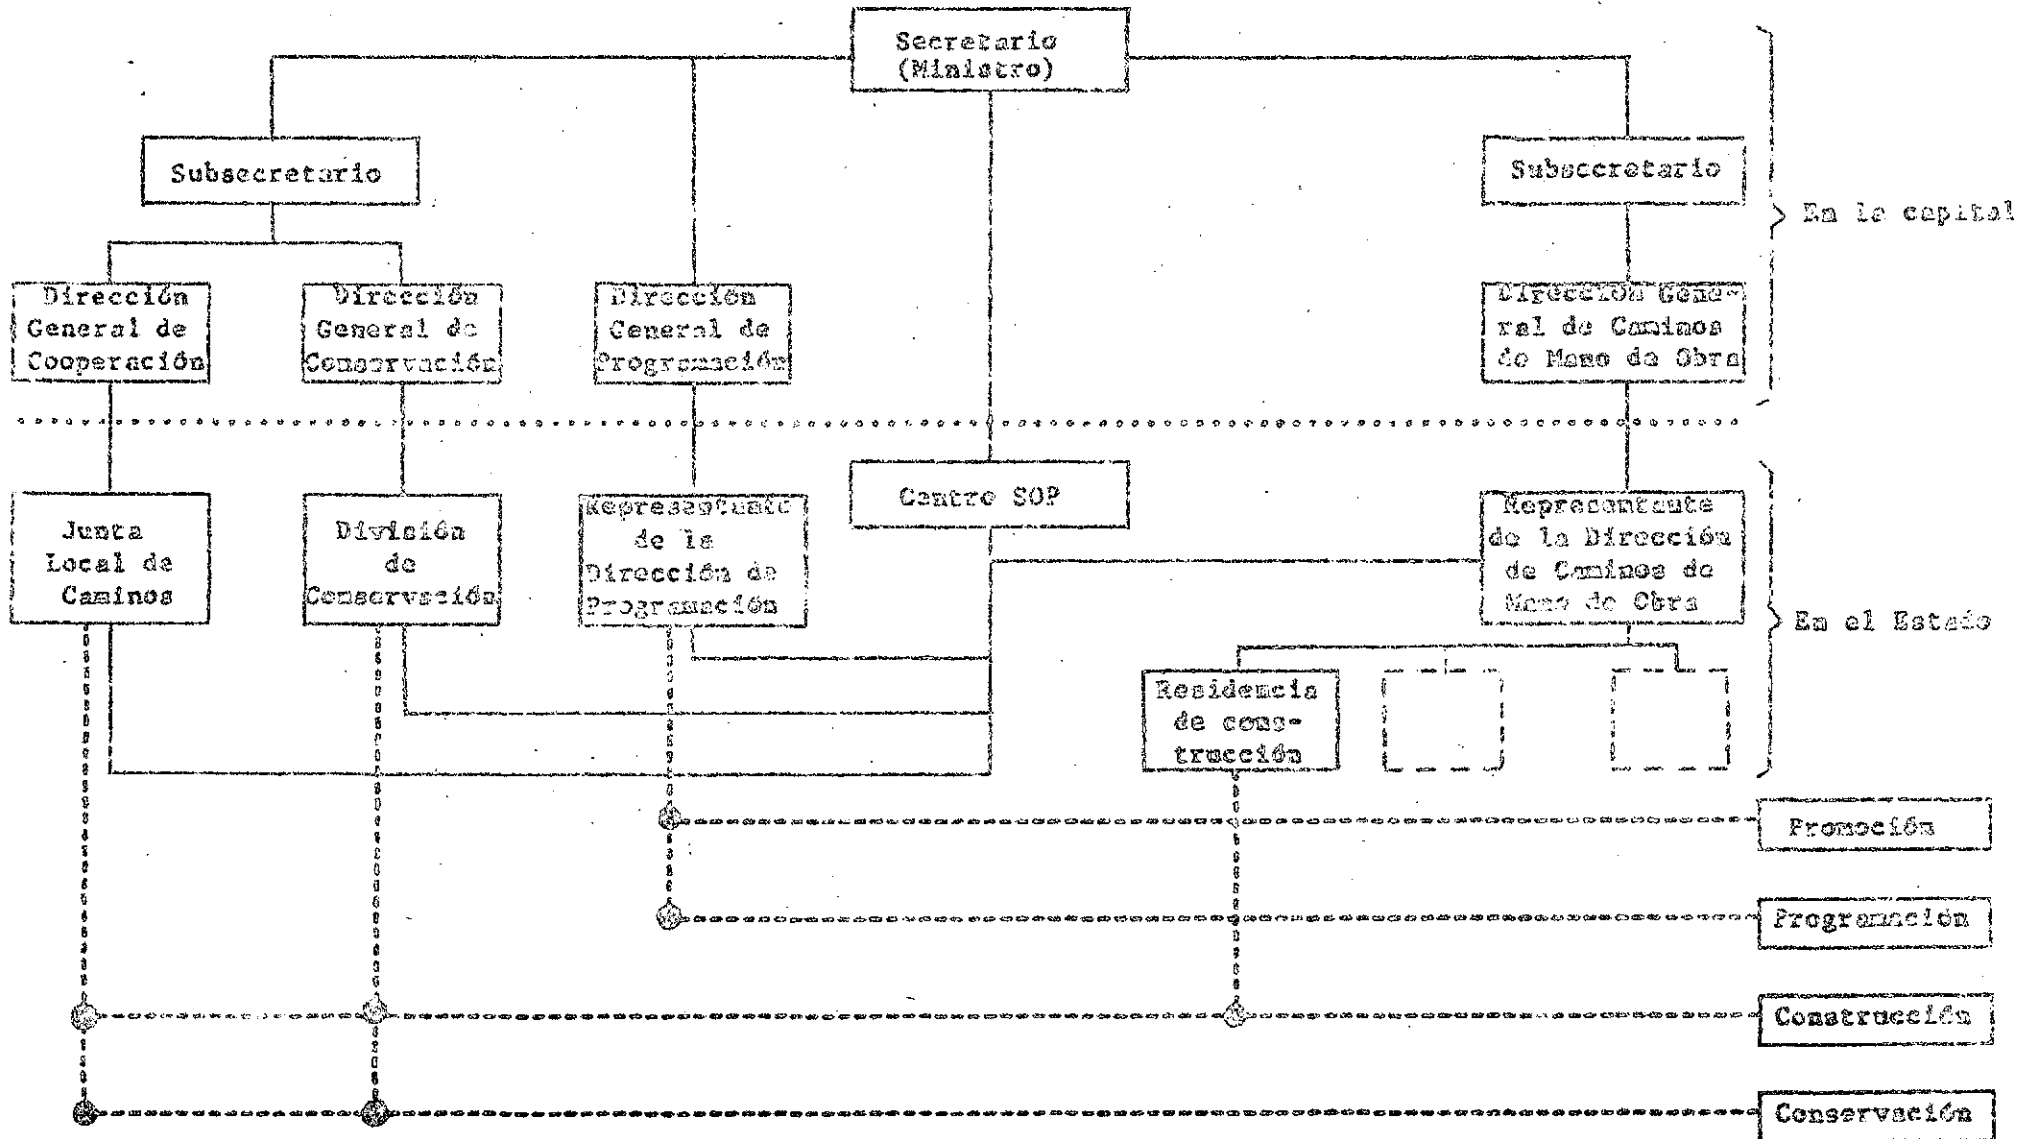 Secretario
(Ministro)
Subsecretario
Subsecretario
En la capital
Dirección
General de
Cooperación
Dirección
General de
Conservación
Dirección
General de
Programación
Dirección Gene-
ral de Caminos
de Mano de Obra
Junta
Local de
Caminos
División
de
Conservación
Representante
de la
Dirección de
Programación
Centro SOP
Representante
de la Dirección
de Caminos de
Mano de Obra
En el Estado
Residencia
de cons-
trucción
Promoción
Programación
Construcción
Conservación